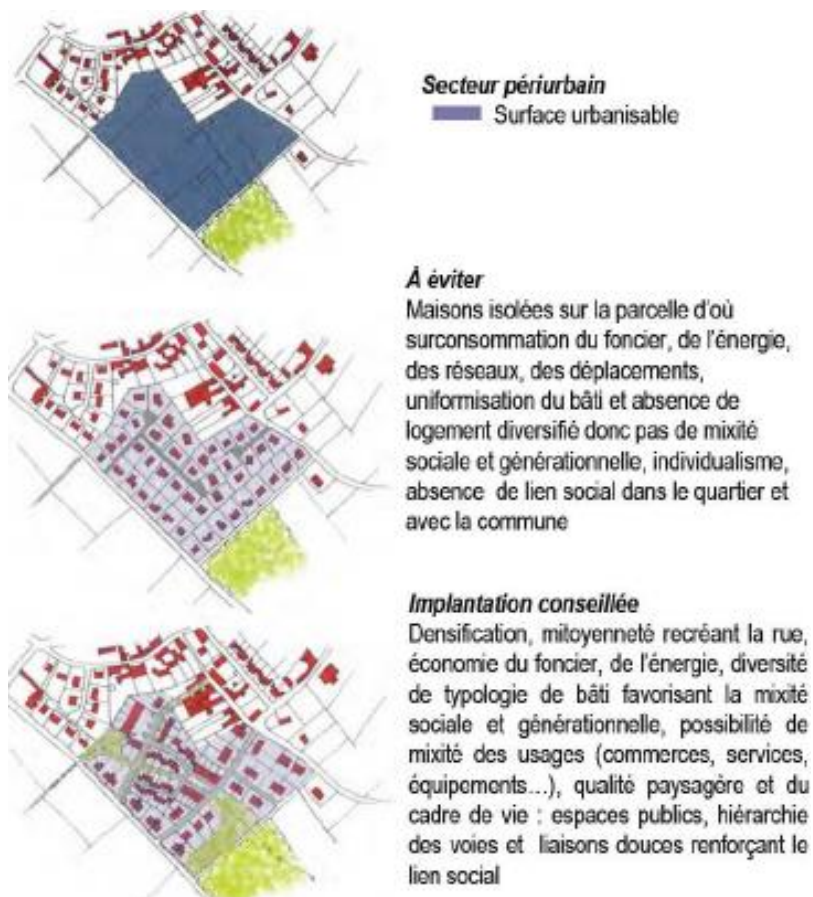 Secteur périurbain
Surface urbanisable
À éviter
Maisons isolées sur la parcelle d'où
surconsommation du foncier, de l'énergie,
des réseaux, des déplacements,
uniformisation du bâti et absence de
logement diversifié donc pas de mixité
sociale et générationnelle, individualisme,
absence de lien social dans le quartier et
avec la commune
Implantation conseillée
Densification, mitoyenneté recréant la rue,
économie du foncier, de l'énergie, diversité
de typologie de bâti favorisant la mixité
sociale et générationnelle, possibilité de
mixité des usages (commerces, services,
équipements…), qualité paysagère et du
cadre de vie : espaces publics, hiérarchie
des voies et liaisons douces renforçant le
lien social